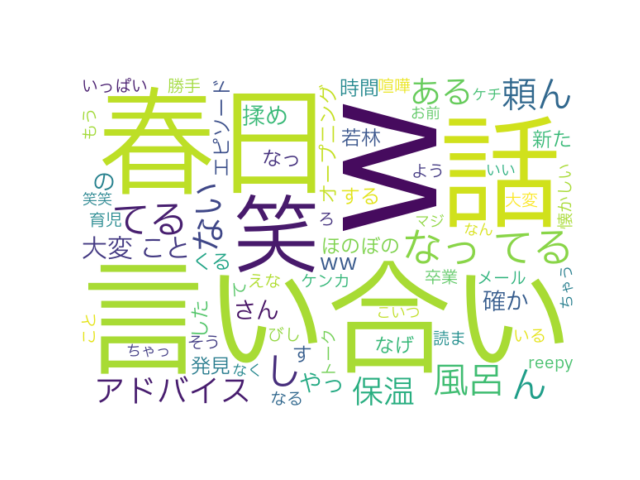 いっぱい
勝手
時間
喧嘩
ある
ケチ
頼ん
お前
春日
揉め
エピソード
オープニング
若林
W
話
新た
もう
の
なっ
よう
いい
懐かしい
笑笑
育児
てる
ない
笑
する
ろ
マジ
大変
なん
大変
こと
くる
ほのぼの
なっ
てる
ww
卒業
メール
ちゃう
言い合い
えな
ケンカ
さん
確か
こと
した
て
こいつ
ちゃっ
そう
びし
トーク
す
なげ
読ま
いる
発見
なく
し
reepy
アドバイス
なる
やっ
保温
風呂
ん